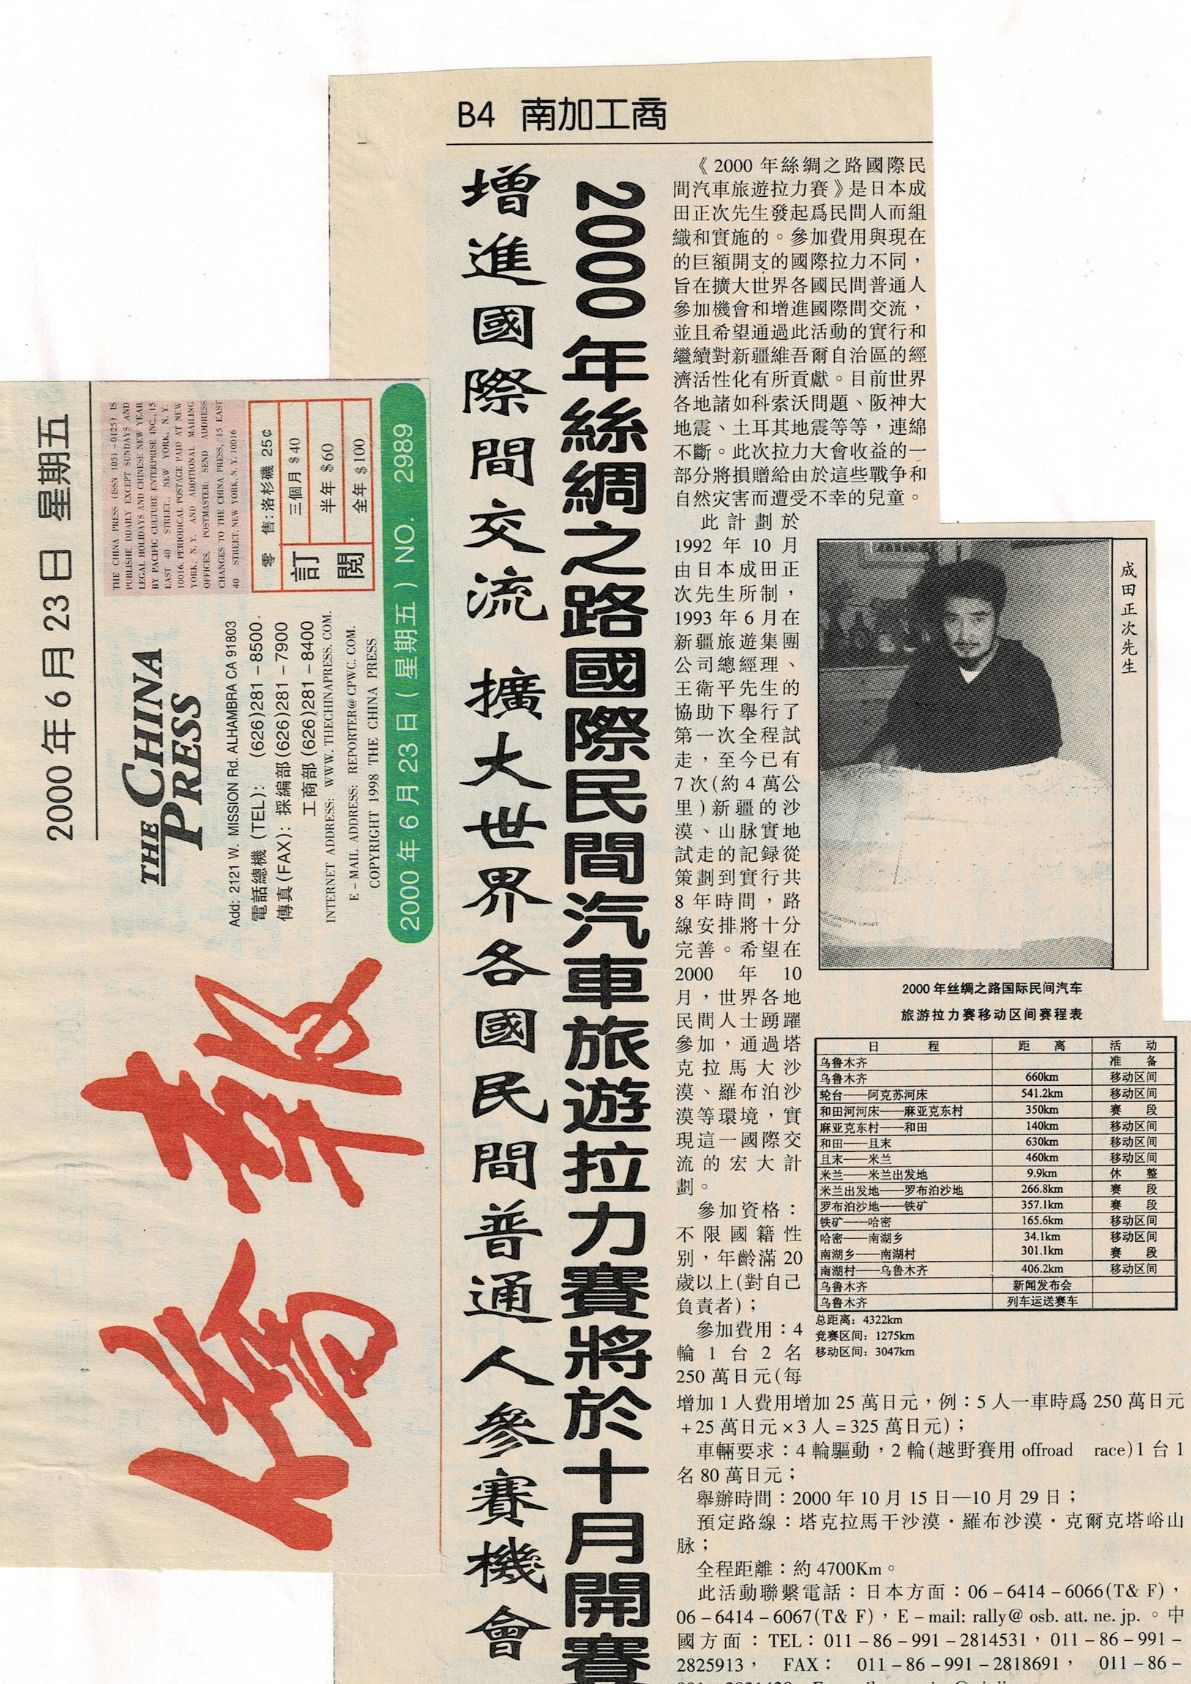 B4 南加工商
增進國際間交流 擴大世界各國民間普通人參賽機會
2000年絲綢之路國際民間汽車旅遊拉力賽將於十月開賽
《2000 年絲綢之路國際民
間汽車旅遊拉力賽》是日本成
田正次先生發起爲民間人而組
織和實施的。參加費用與現在
的巨額開支的國際拉力不同，
旨在擴大世界各國民間普通人
參加機會和增進國際間交流，
並且希望通過此活動的實行和
繼續對新疆維吾爾自治區的經
濟活性化有所貢獻。目前世界
各地諸如科索沃問題、阪神大
地震、土耳其地震等等，連綿
不斷。此次拉力大會收益的一
部分將損贈給由於這些戰争和
自然灾害而遭受不幸的兒童。
此計劃於
1992 年 10 月
由日本成田正
次先生所制，
1993 年 6 月在
新疆旅遊集團
公司總經理、
王衛平先生的
協助下舉行了
第一次全程試
走，至今已有
7 次(約 4 萬公
里)新疆的沙
漠、山脉實地
試走的記録從
策劃到實行共
8 年時間，路
線安排將十分
完善。希望在
2000 年 10
月，世界各地
民間人士踴躍
參加，通過塔
克拉馬大沙
漠、羅布泊沙
漠等環境，實
現這一國際交
流的宏大計
劃。
參加資格：
不限國籍性
別，年齡滿 20
歲以上(對自己
負責者)；
參加費用：4
輪 1 台 2 名
250 萬日元(每
增加 1 人費用增加 25 萬日元，例：5 人一車時爲 250 萬日元
+25 萬日元×3 人=325 萬日元)；
車輛要求：4 輪驅動，2 輪(越野賽用 offroad race)1 台 1
名 80 萬日元；
舉辦時間：2000 年 10 月 15 日—10 月 29 日；
預定路線：塔克拉馬干沙漠·羅布沙漠·克爾克塔峪山
脉；
全程距離：約 4700Km。
此活動聯繫電話：日本方面：06-6414-6066(T& F)，
06-6414-6067(T& F)，E-mail: rally@ osb. att. ne. jp. 。中
國方面：TEL: 011-86-991-2814531，011-86-991-
2825913， FAX： 011-86-991-2818691， 011-86-
成田正次先生
2000 年丝绸之路国际民间汽车
旅游拉力赛移动区间赛程表
日 程 距 离 活 动
乌鲁木齐 准 备
乌鲁木齐 660km 移动区间
轮台——阿克苏河床 541.2km 移动区间
和田河河床——麻亚克东村 350km 赛 段
麻亚克东村——和田 140km 移动区间
和田——且末 630km 移动区间
且末——米兰 460km 移动区间
米兰——米兰出发地 9.9km 休 整
米兰出发地——罗布泊沙地 266.8km 赛 段
罗布泊沙地——铁矿 357.1km 赛 段
铁矿——哈密 165.6km 移动区间
哈密——南湖乡 34.1km 移动区间
南湖乡——南湖村 301.1km 赛 段
南湖村——乌鲁木齐 406.2km 移动区间
乌鲁木齐 新闻发布会
乌鲁木齐 列车运送赛车
总距离：4322km
竞赛区间：1275km
移动区间：3047km
2000 年 6 月 23 日 星期五
THE CHINA PRESS
THE CHINA PRESS (ISSN 1051-0125) IS
PUBLISHE DDAILY EXCEPT SUNDAYS AND
LEGAL HOLIDAYS AND CHINESE NEW YEAR
BY PACIFIC CULTURE ENTERPRISE INC., 15
EAST 40 STREET, NEW YORK, N. Y.
10016. PERIODICAL POSTAGE PAID AT NEW
YORK, N. Y. AND ADDITIONAL MAILING
OFFICES. POSTMASTER: SEND ADDRESS
CHANGES TO THE CHINA PRESS, 15 EAST
40 STREET, NEW YORK, N. Y. 10016
零 售：洛杉磯 25¢
訂閱
三個月 $40
半年 $60
全年 $100
Add: 2121 W. MISSION Rd. ALHAMBRA CA 91803
電話總機 (TEL)： (626)281-8500
傳真(FAX)：採編部(626)281-7900
工商部(626)281-8400
INTERNET ADDRESS: WWW. THECHINAPRESS. COM.
E-MAIL ADDRESS: REPORTER@CPWC. COM.
COPYRIGHT 1998 THE CHINA PRESS
2000 年 6 月 23 日 (星期五) NO. 2989
僑報